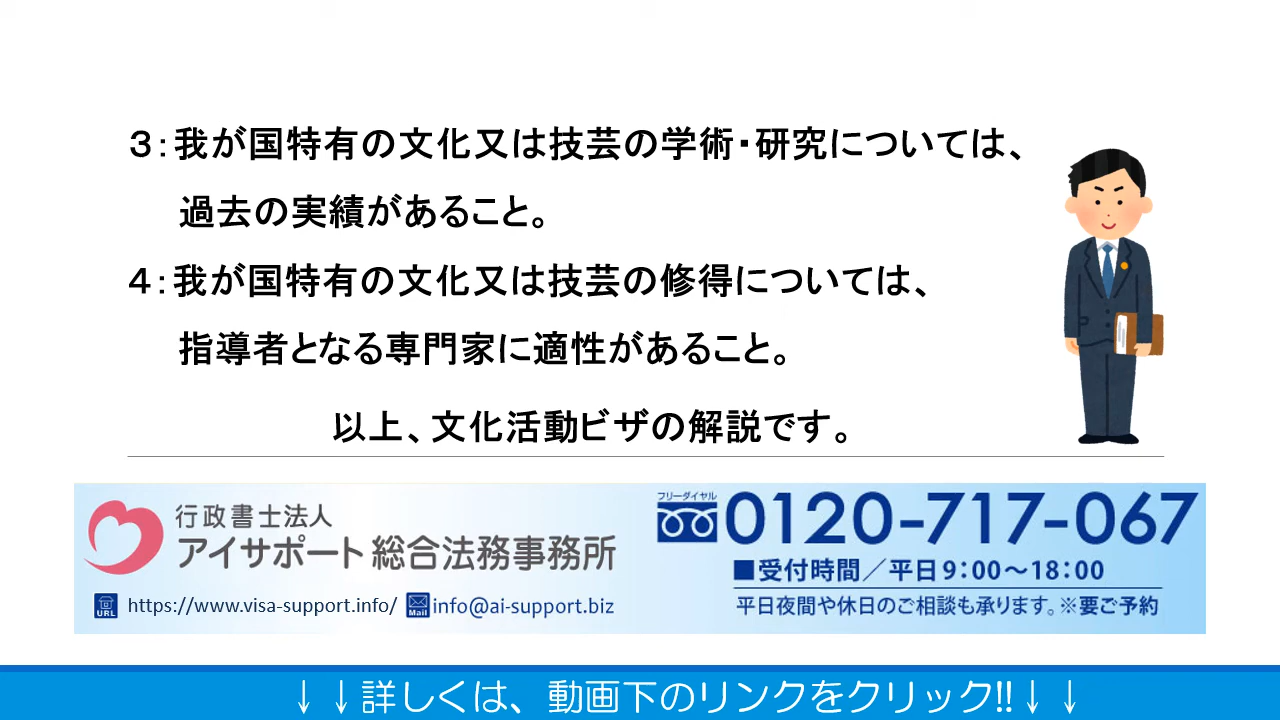 3：我が国特有の文化又は技芸の学術・研究については、
過去の実績があること。
4：我が国特有の文化又は技芸の修得については、
指導者となる専門家に適性があること。
以上、文化活動ビザの解説です。
行政書士法人
アイサポート 総合法務事務所
URL https://www.visa-support.info/ Mail info@ai-support.biz
フリーダイヤル
0120-717-067
■受付時間／平日9：00～18：00
平日夜間や休日のご相談も承ります。※要ご予約
↓↓詳しくは、動画下のリンクをクリック!!↓↓